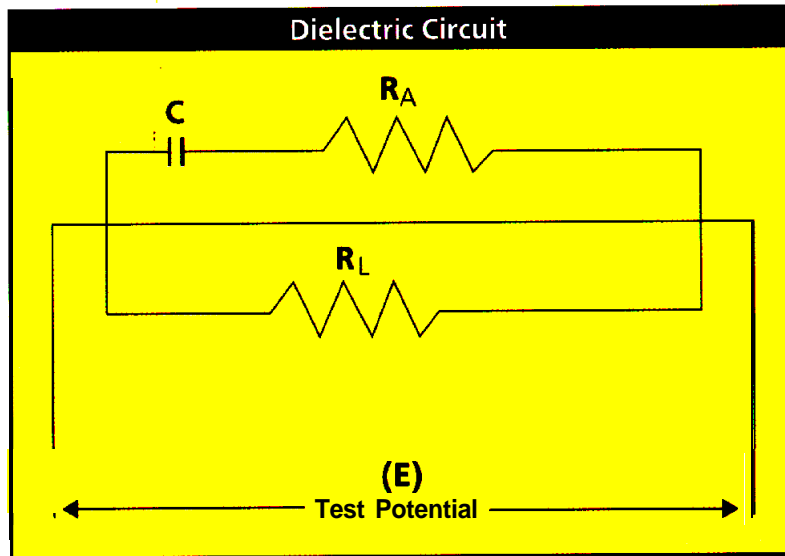 Dielectric Circuit
C
RA
RL
(E)
Test Potential